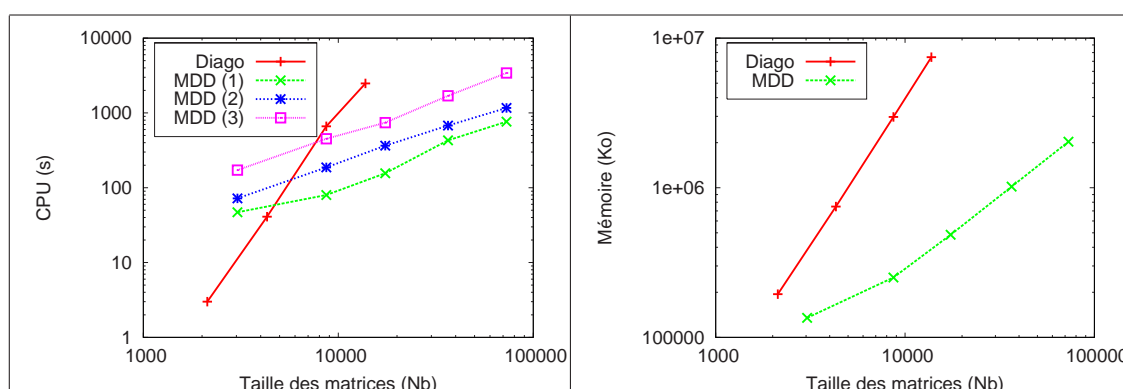 10000
1000
100
10
1
CPU (s)
Diago
MDD (1)
MDD (2)
MDD (3)
1000
10000
100000
Taille des matrices (Nb)
1e+07
1e+06
100000
Mémoire (Ko)
Diago
MDD
1000
10000
100000
Taille des matrices (Nb)